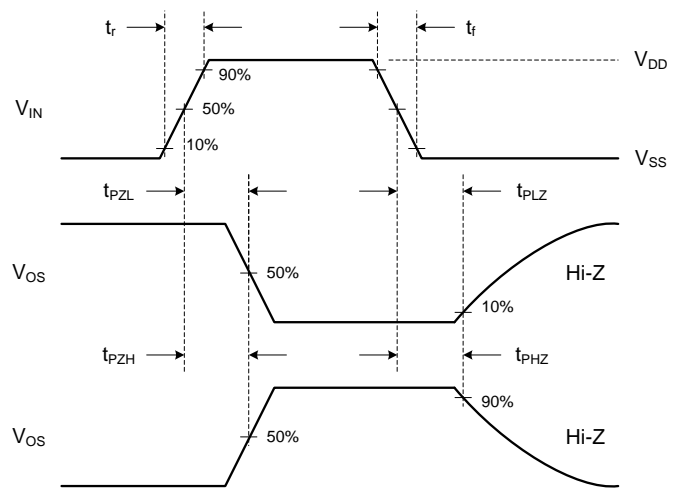 tr tf
90% VDD
VIN 50%
10%
VSS
tPZL tPLZ
VOS 50% Hi-Z
10%
tPZH tPHZ
90%
VOS 50% Hi-Z